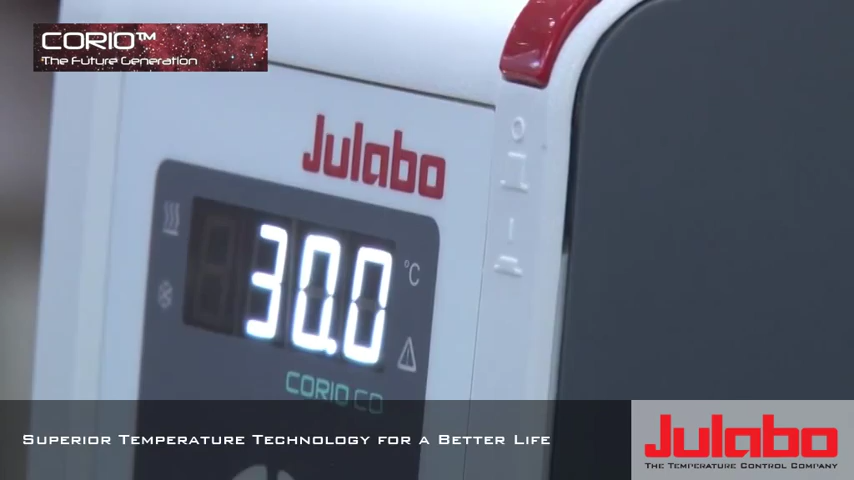 CORIO™
The Future Generation
Julabo
30.0 °C
CORIO CD
Superior Temperature Technology for a Better Life
Julabo
The Temperature Control Company